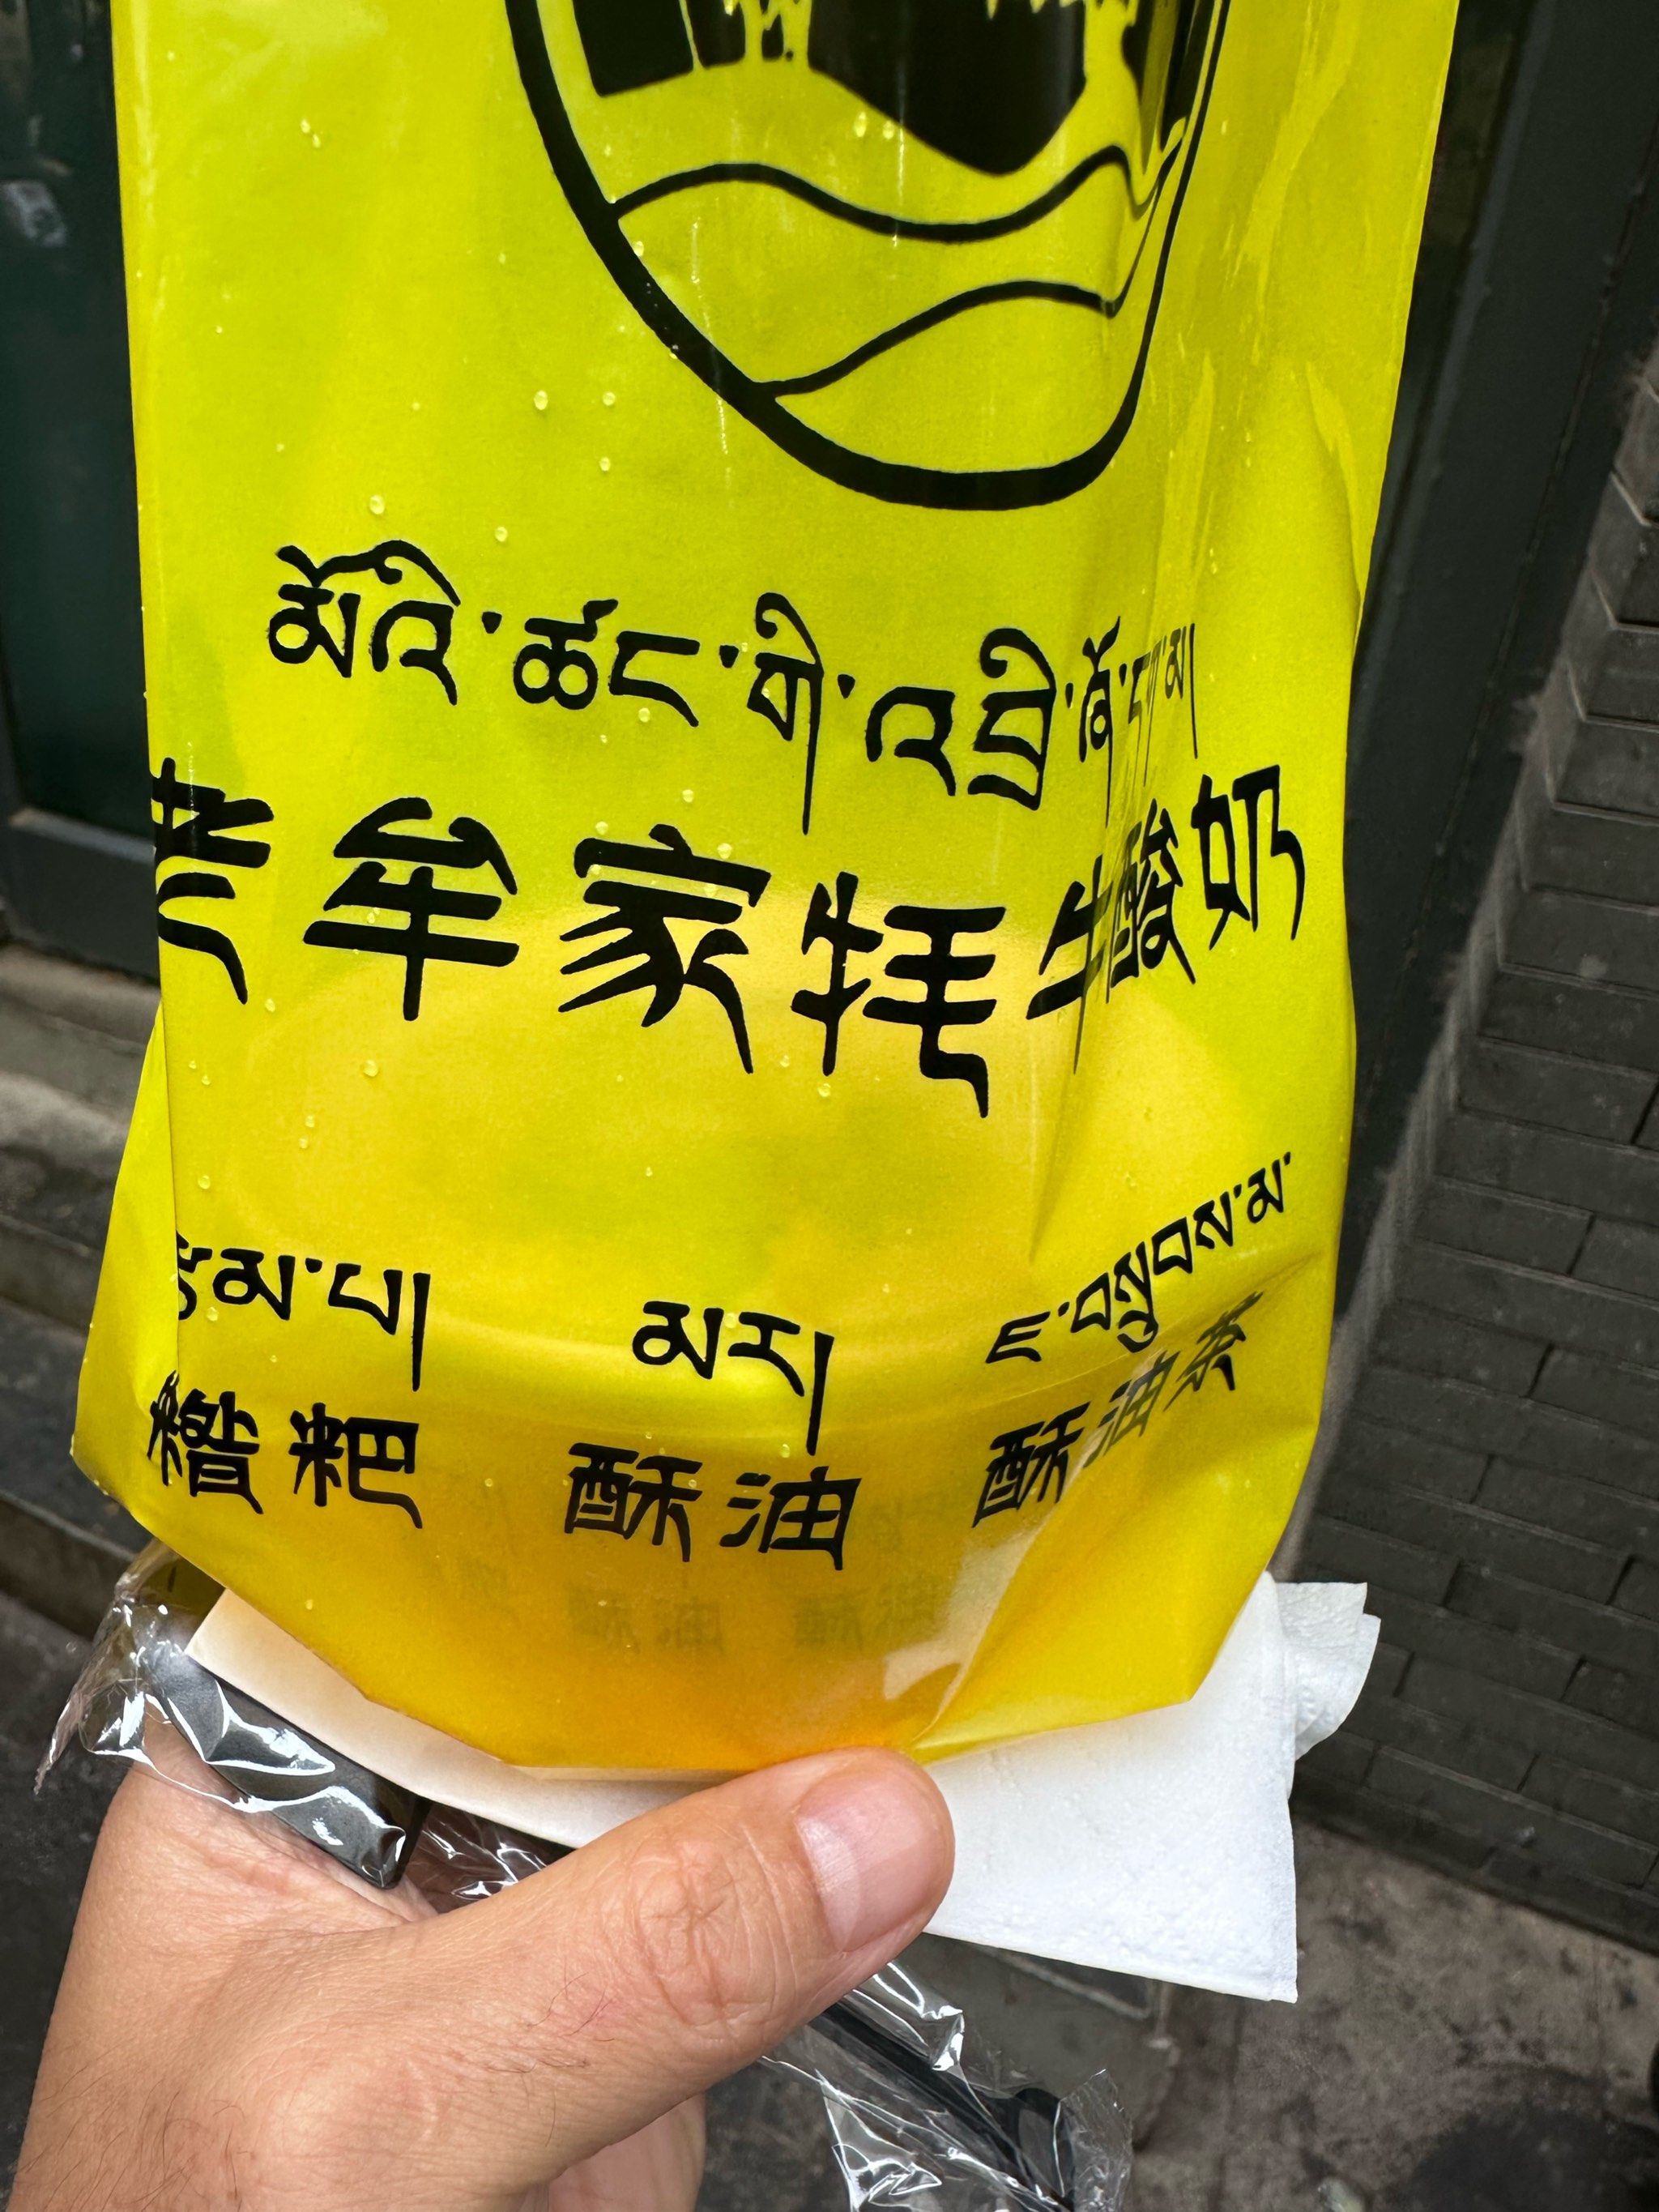 མོའི་ཚང་གི་འབྲི་ཞོ་དཀ་མ།
老牟家牦牛酸奶
རྩམ་པ། མར། ཇ་བསྲུབས་མ་
糌粑 酥油 酥油茶